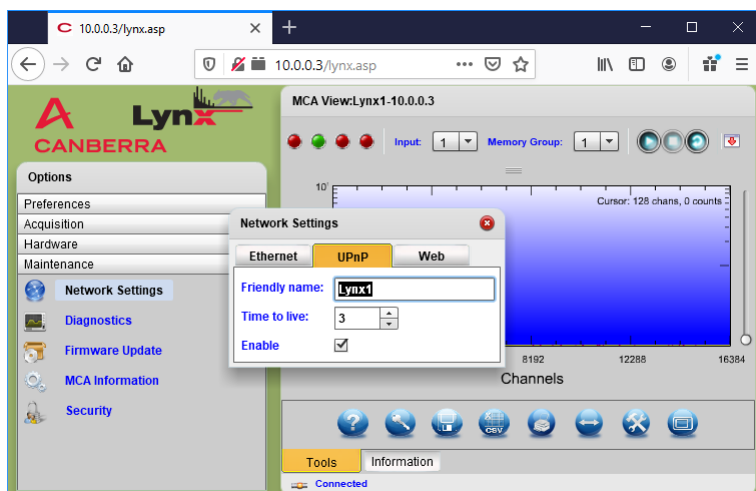 10.0.0.3/lynx.asp
10.0.0.3/lynx.asp
Lynx
CANBERRA
Options
Preferences
Acquisition
Hardware
Maintenance
Network Settings
Diagnostics
Firmware Update
MCA Information
Security
MCA View:Lynx1-10.0.0.3
Input: 1 Memory Group: 1
Cursor: 128 chans, 0 counts
8192 12288 16384
Channels
Network Settings
Ethernet UPnP Web
Friendly name: Lynx1
Time to live: 3
Enable
CSV
Tools Information
Connected